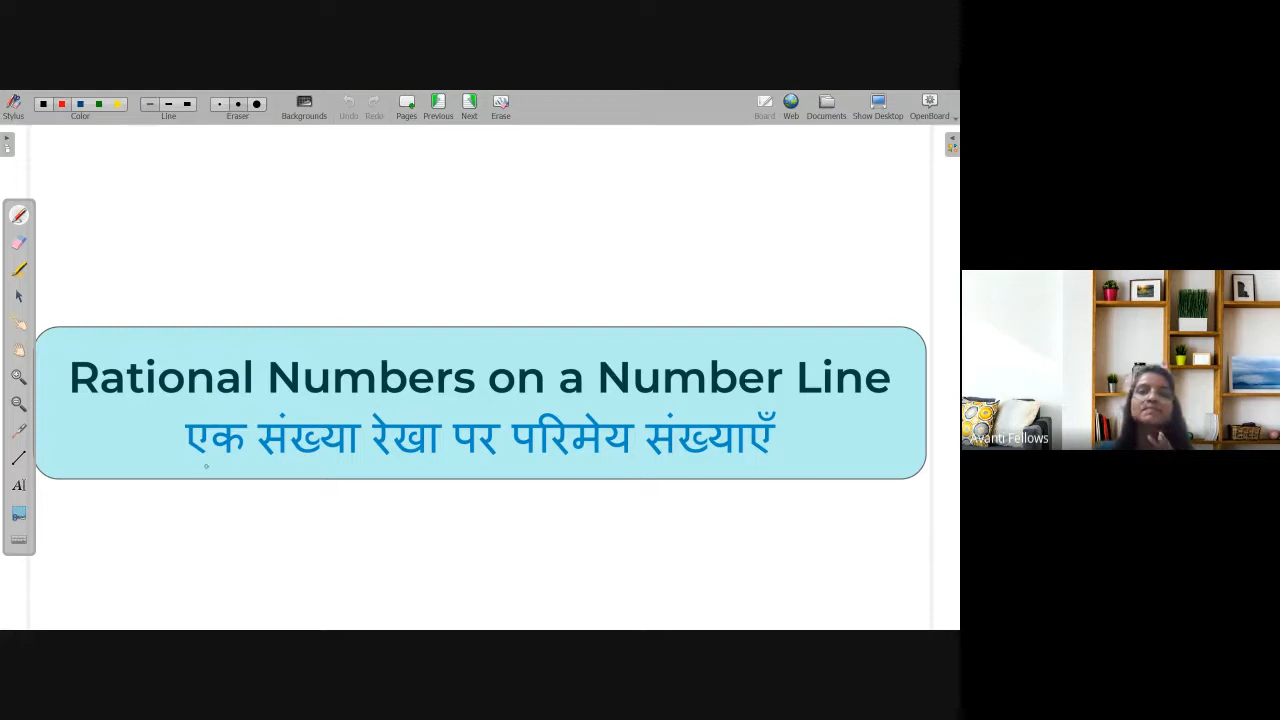 Stylus
Color
Line
Eraser
Backgrounds
Undo
Redo
Pages
Previous
Next
Erase
Board
Web
Documents
Show Desktop
OpenBoard
Rational Numbers on a Number Line
एक संख्या रेखा पर परिमेय संख्याएँ
Avanti Fellows